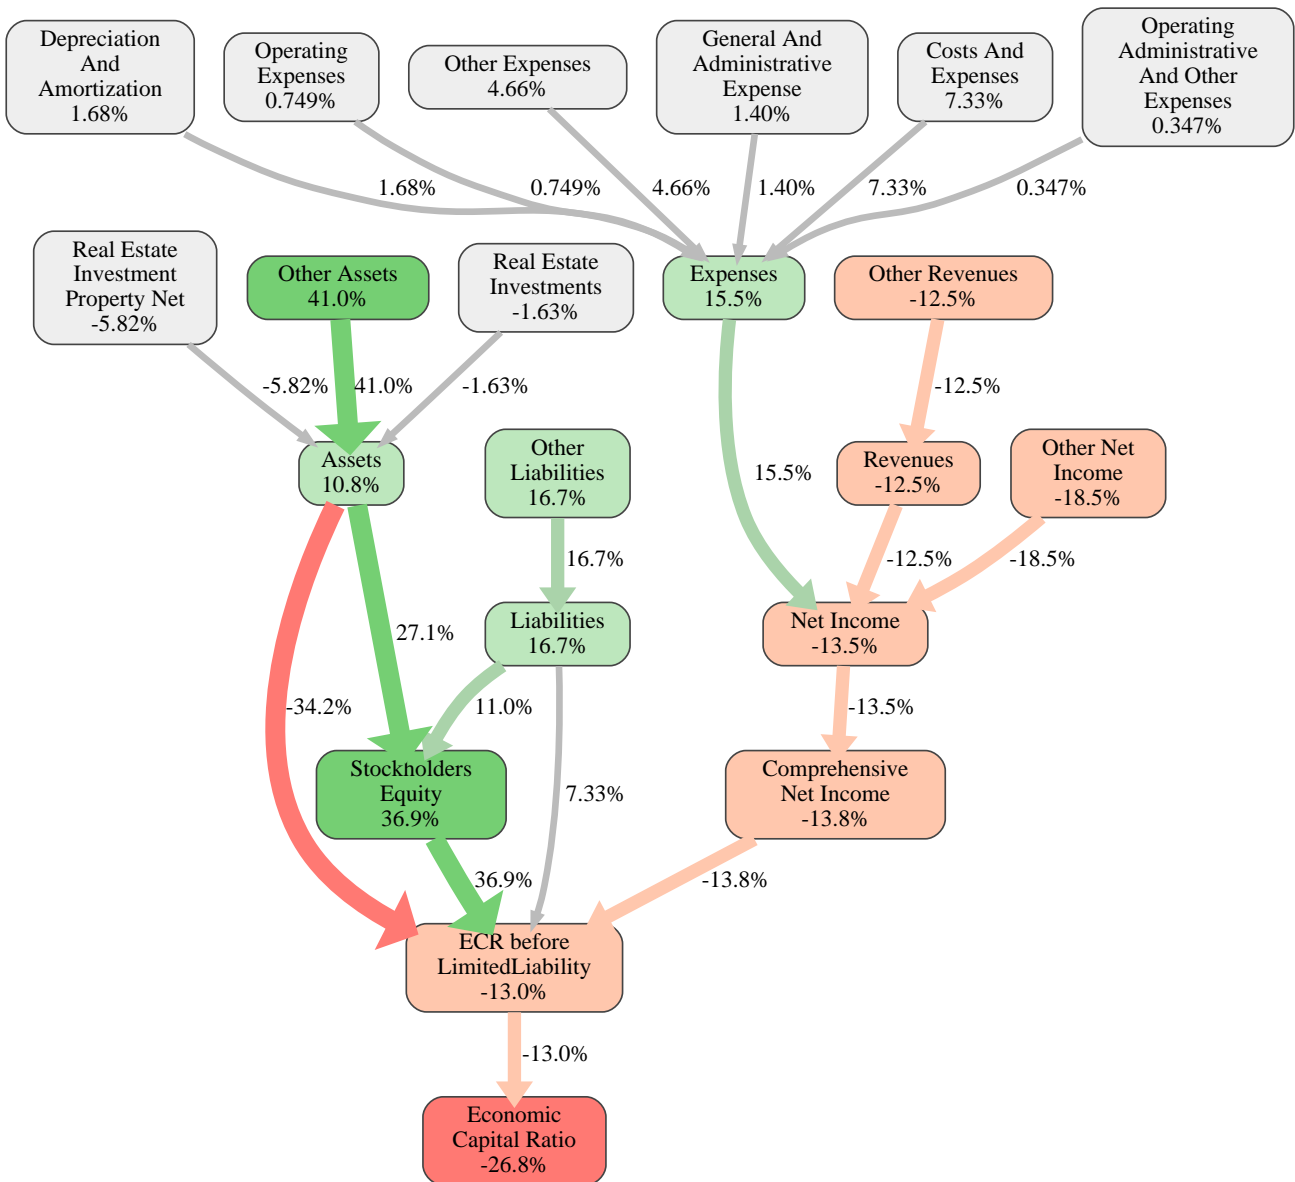 Depreciation
And
Amortization
1.68%
Operating
Expenses
0.749%
Other Expenses
4.66%
General And
Administrative
Expense
1.40%
Costs And
Expenses
7.33%
Operating
Administrative
And Other
Expenses
0.347%
1.68%
0.749%
4.66%
1.40%
7.33%
0.347%
Real Estate
Investment
Property Net
-5.82%
Other Assets
41.0%
Real Estate
Investments
-1.63%
Expenses
15.5%
Other Revenues
-12.5%
-5.82%
41.0%
-1.63%
-12.5%
Assets
10.8%
Other
Liabilities
16.7%
15.5%
Revenues
-12.5%
Other Net
Income
-18.5%
16.7%
-12.5%
-18.5%
27.1%
Liabilities
16.7%
Net Income
-13.5%
-34.2%
11.0%
-13.5%
Stockholders
Equity
36.9%
7.33%
Comprehensive
Net Income
-13.8%
36.9%
-13.8%
ECR before
LimitedLiability
-13.0%
-13.0%
Economic
Capital Ratio
-26.8%